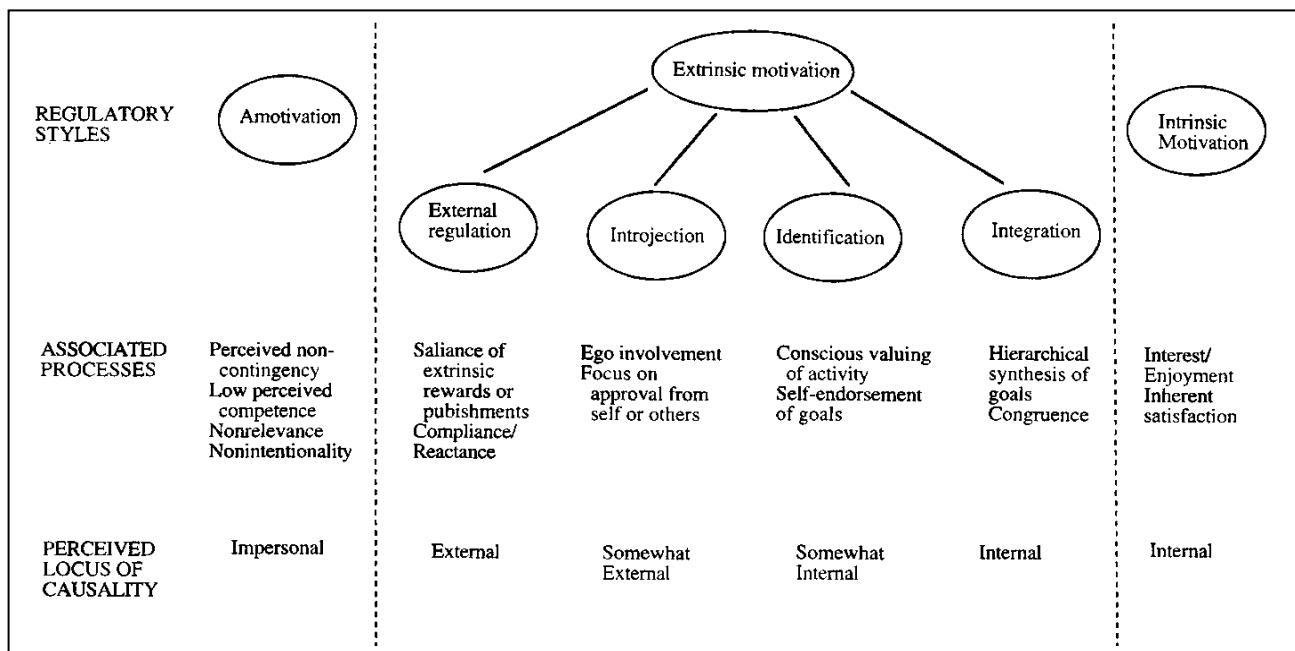 Extrinsic motivation
REGULATORY
STYLES
Amotivation
Intrinsic
Motivation
External
regulation
Introjection
Identification
Integration
ASSOCIATED
PROCESSES
Perceived non-
contingency
Low perceived
competence
Nonrelevance
Nonintentionality
Saliance of
extrinsic
rewards or
pubishments
Compliance/
Reactance
Ego involvement
Focus on
approval from
self or others
Conscious valuing
of activity
Self-endorsement
of goals
Hierarchical
synthesis of
goals
Congruence
Interest/
Enjoyment
Inherent
satisfaction
PERCEIVED
LOCUS OF
CAUSALITY
Impersonal
External
Somewhat
External
Somewhat
Internal
Internal
Internal